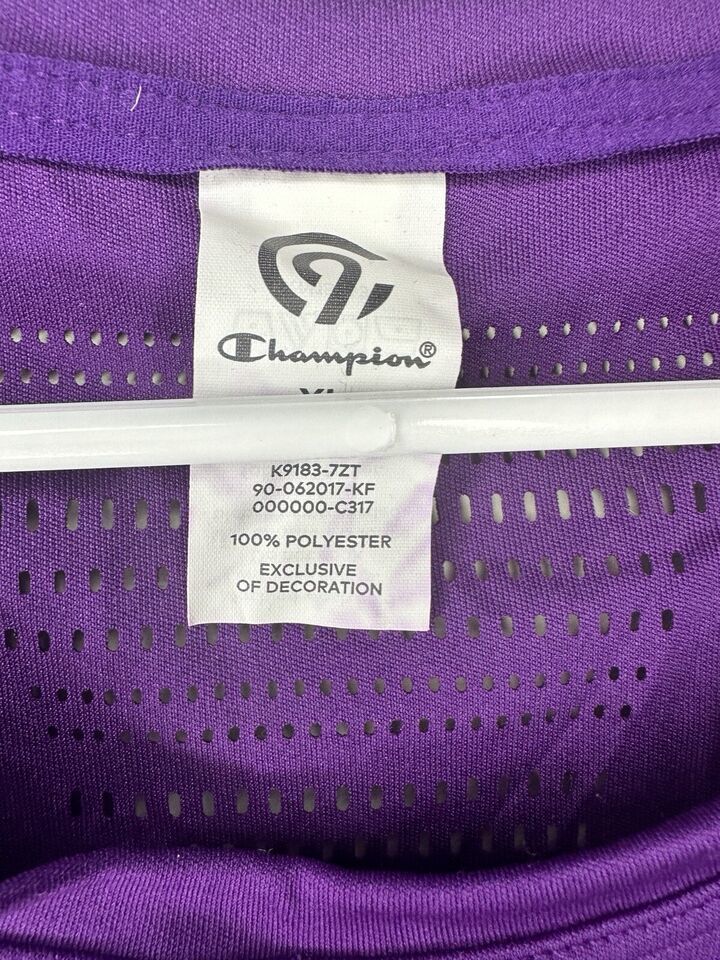 Champion®
K9183-7ZT
90-062017-KF
000000-C317
100% POLYESTER
EXCLUSIVE
OF DECORATION